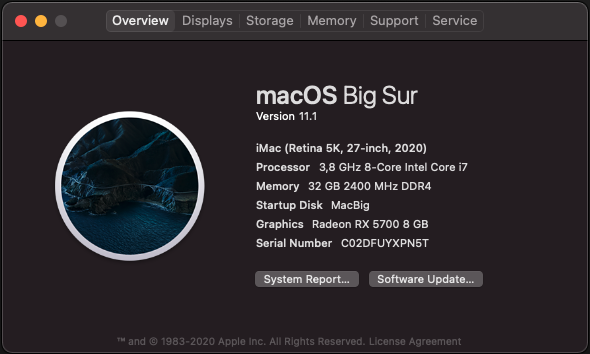 Overview Displays Storage Memory Support Service
macOS Big Sur
Version 11.1
iMac (Retina 5K, 27-inch, 2020)
Processor 3,8 GHz 8-Core Intel Core i7
Memory 32 GB 2400 MHz DDR4
Startup Disk MacBig
Graphics Radeon RX 5700 8 GB
Serial Number C02DFUYXPN5T
System Report...
Software Update...
™ and © 1983-2020 Apple Inc. All Rights Reserved. License Agreement